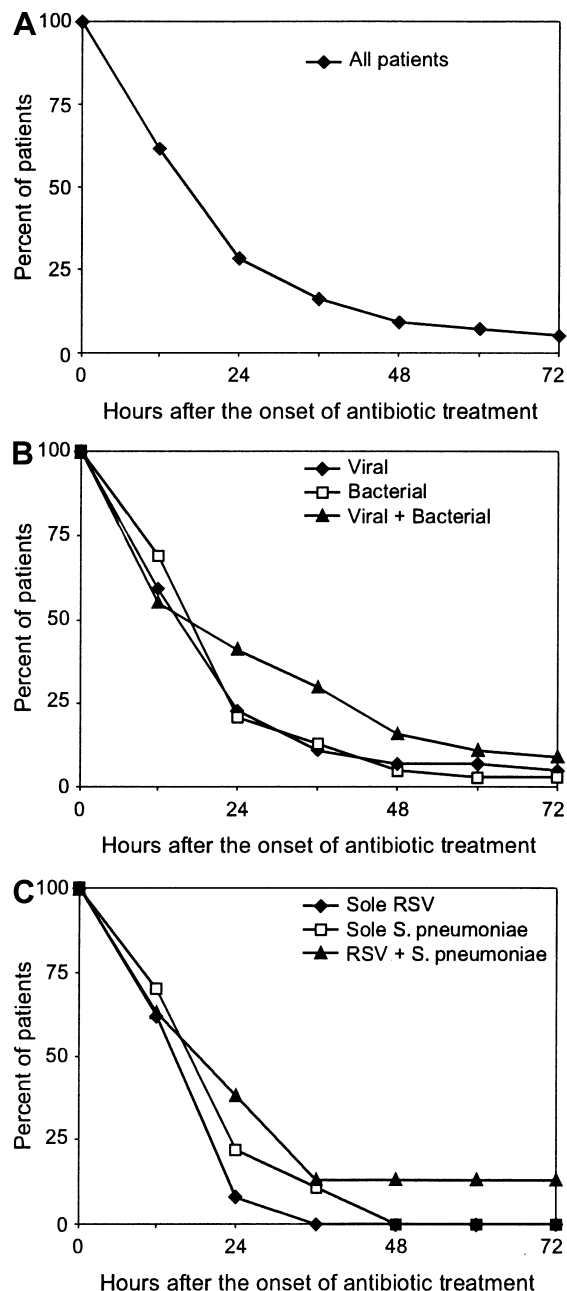 A
100
75
50
25
0
Percent of patients
All patients
0 24 48 72
Hours after the onset of antibiotic treatment
B
100
75
50
25
0
Percent of patients
Viral
Bacterial
Viral + Bacterial
0 24 48 72
Hours after the onset of antibiotic treatment
C
100
75
50
25
0
Percent of patients
Sole RSV
Sole S. pneumoniae
RSV + S. pneumoniae
0 24 48 72
Hours after the onset of antibiotic treatment